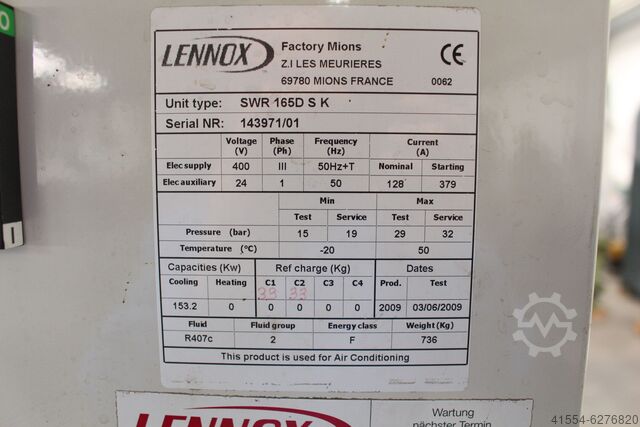 O
I
LENNOX
Factory Mions
Z.I LES MEURIERES
69780 MIONS FRANCE
CE
0062
Unit type: SWR 165D S K
Serial NR: 143971/01
Voltage (V) Phase (Ph) Frequency (Hz) Current (A)
Elec supply 400 III 50Hz+T Nominal Starting
Elec auxiliary 24 1 50 128 379
Min Max
Test Service Test Service
Pressure (bar) 15 19 29 32
Temperature (°C) -20 50
Capacities (Kw) Ref charge (Kg) Dates
Cooling Heating C1 C2 C3 C4 Prod. Test
33 33
153.2 0 0 0 0 0 2009 03/06/2009
Fluid Fluid group Energy class Weight (Kg)
R407c 2 F 736
This product is used for Air Conditioning
LENNOX
Wartung
nächster Termin
41554-6276820